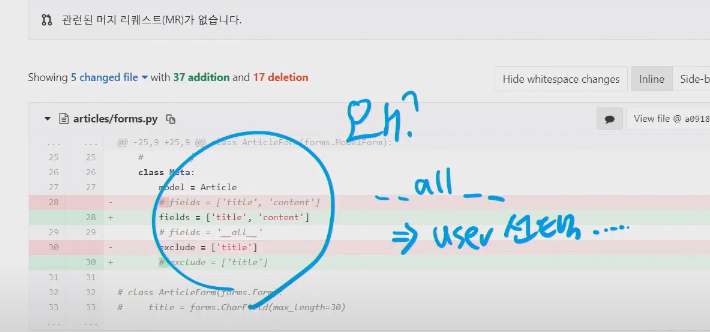 관련된 머지 리퀘스트(MR)가 없습니다.
Showing 5 changed file with 37 addition and 17 deletion
Hide whitespace changes Inline Side-b
articles/forms.py
View file @ a0918
... ... @@ -25,9 +25,9 @@ class ArticleForm(forms.ModelForm):
25 25 #
26 26 class Meta:
27 27 model = Article
28 - # fields = ['title', 'content']
28 + fields = ['title', 'content']
29 29 # fields = '__all__'
30 - exclude = ['title']
30 + # exclude = ['title']
31 31
32 32 # class ArticleForm(forms.Form):
33 33 # title = forms.CharField(max_length=30)
... ...
__all__
⇒ user